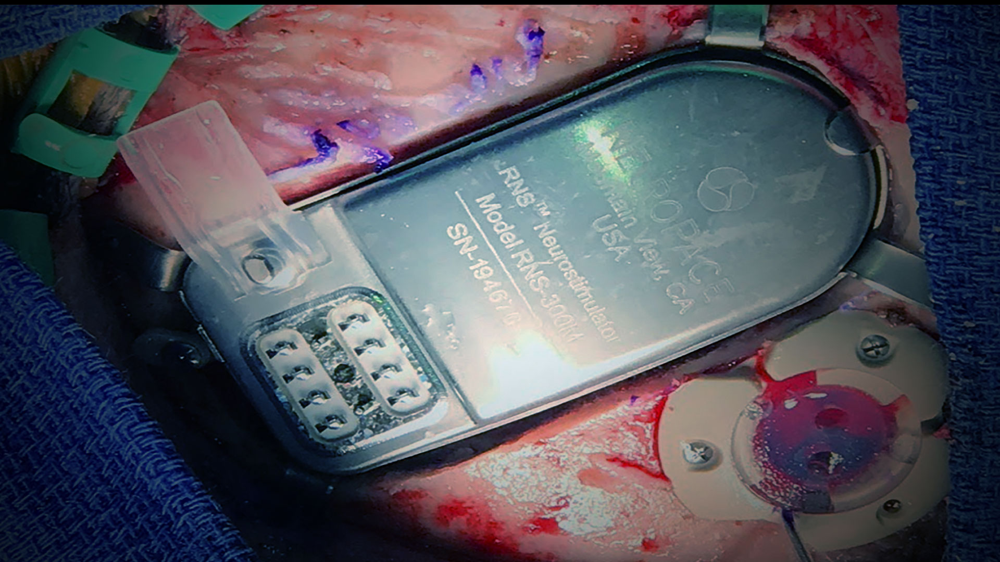 NEUROPACE
Mountain View, CA
USA
RNS™ Neurostimulator
Model RNS-300M